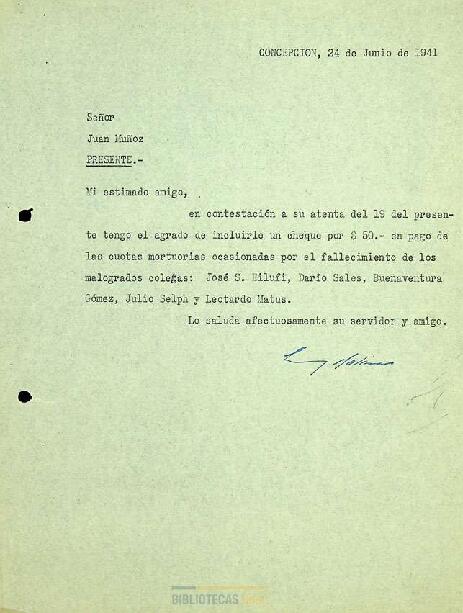 CONCEPCION, 24 de Junio de 1941
Señor
Juan Muñoz
PRESENTE.-
Mi estimado amigo,
en contestación a su atenta del 19 del presen-
te tengo el agrado de incluirle un cheque por $ 50.- en pago de
las cuotas mortuorias ocasionadas por el fallecimiento de los
malogrados colegas: José S. Hilufi, Darío Sales, Buenaventura
Gómez, Julio Selph y Leotardo Matus.
Lo saluda afectuosamente su servidor y amigo.
BIBLIOTECAS